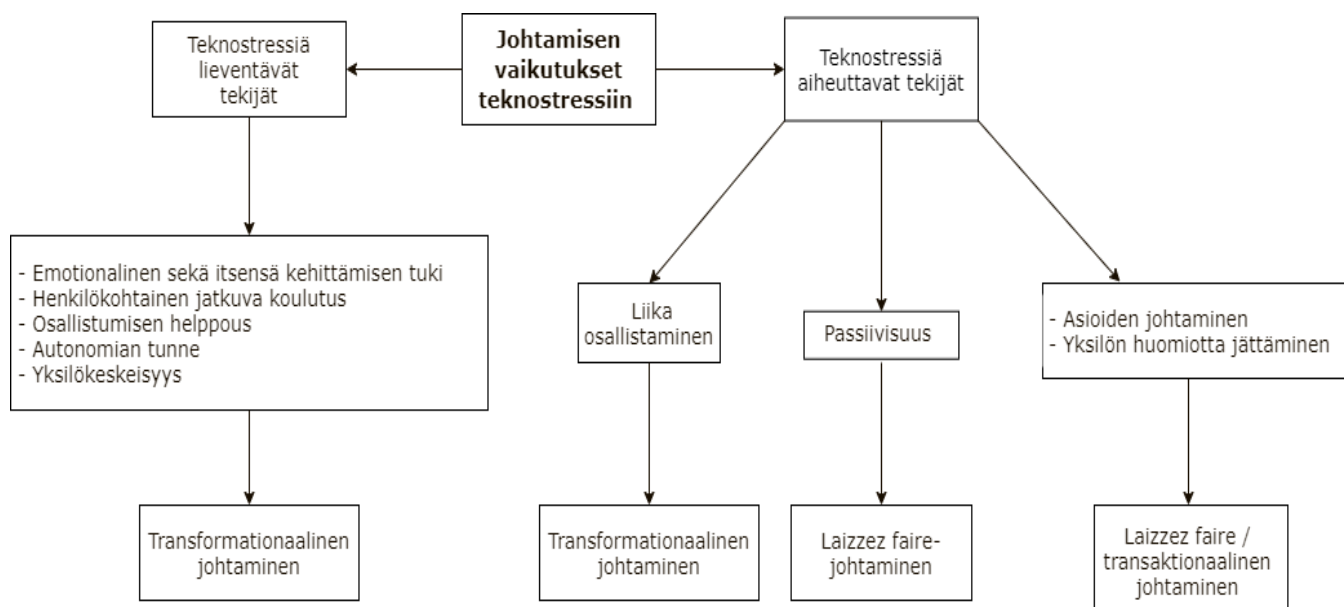 Johtamisen
vaikutukset
teknostressiin
Teknostressiä
lieventävät
tekijät
Teknostressiä
aiheuttavat tekijät
- Emotionalinen sekä itsensä kehittämisen tuki
- Henkilökohtainen jatkuva koulutus
- Osallistumisen helppous
- Autonomian tunne
- Yksilökeskeisyys
Liika
osallistaminen
Passiivisuus
- Asioiden johtaminen
- Yksilön huomiotta jättäminen
Transformationaalinen
johtaminen
Transformationaalinen
johtaminen
Laizzez faire-
johtaminen
Laizzez faire /
transaktionaalinen
johtaminen